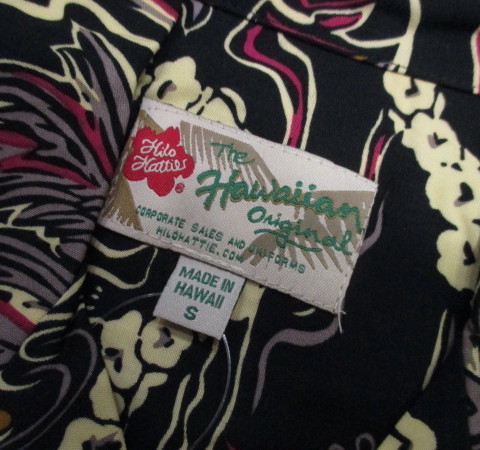 Hilo
Hattie
®
The
Hawaiian
Original
CORPORATE SALES AND UNIFORMS
HILOHATTIE.COM
MADE IN
HAWAII
S